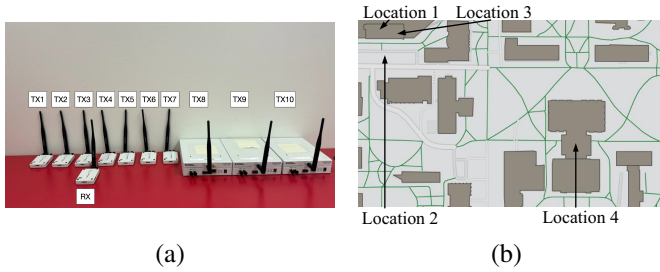 Location 1 Location 3
TX1 TX2 TX3 TX4 TX5 TX6 TX7 TX8 TX9 TX10
RX
Location 2 Location 4
(a) (b)